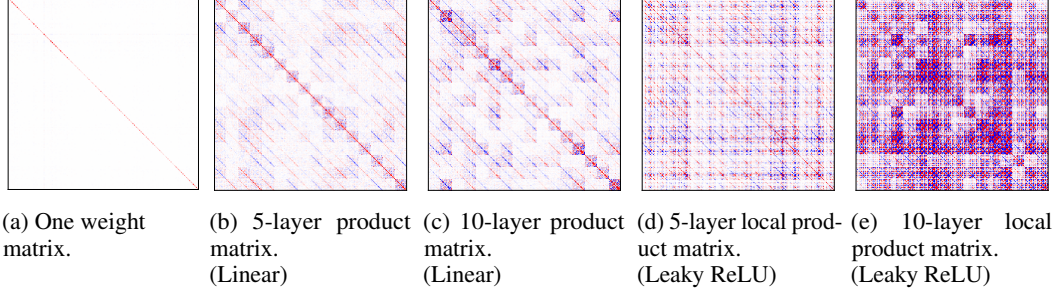 (a) One weight
matrix.
(b) 5-layer product
matrix.
(Linear)
(c) 10-layer product
matrix.
(Linear)
(d) 5-layer local prod-
uct matrix.
(Leaky ReLU)
(e) 10-layer local
product matrix.
(Leaky ReLU)